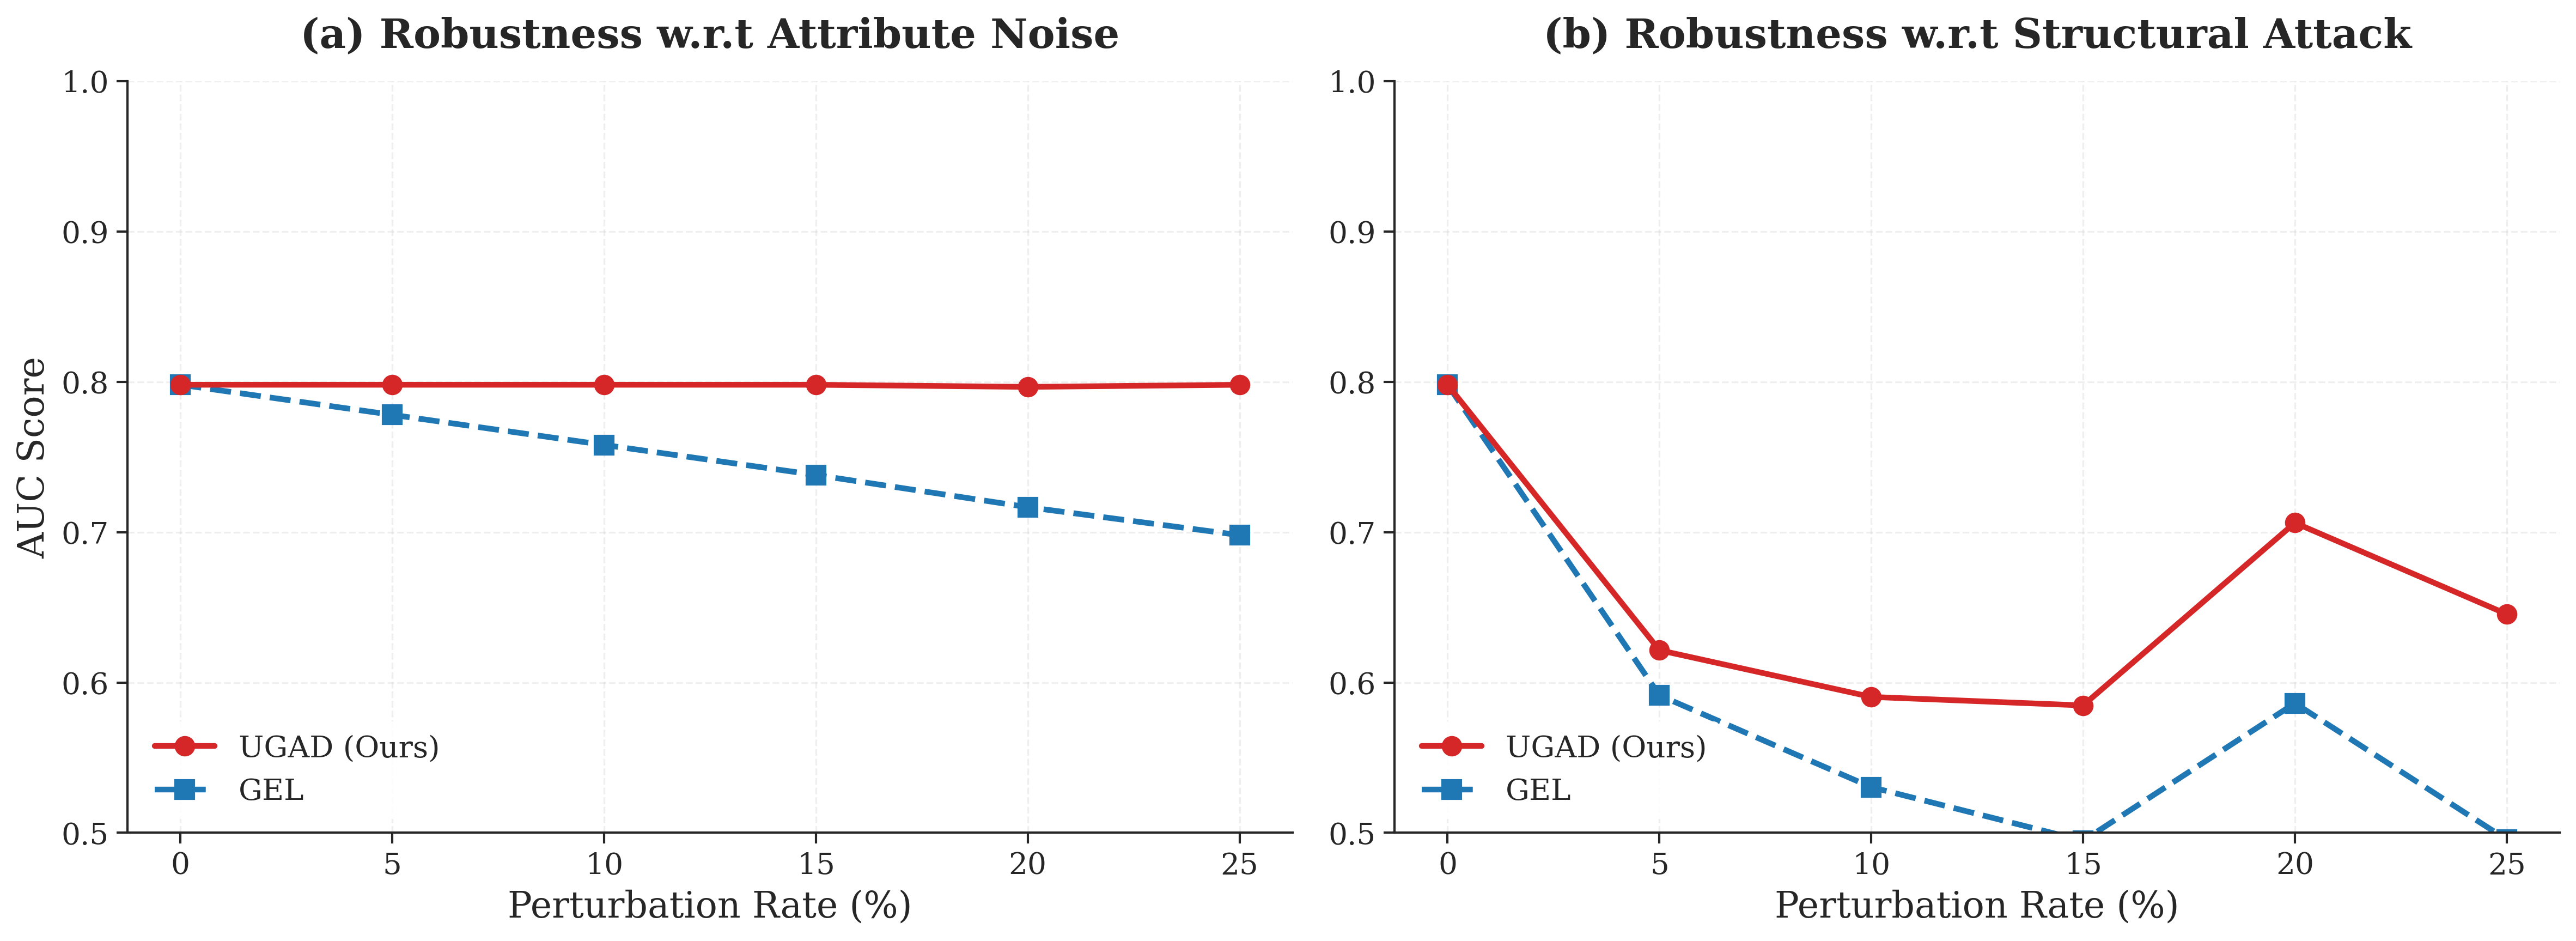 (a) Robustness w.r.t Attribute Noise
1.0
0.9
0.8
0.7
0.6
0.5
AUC Score
UGAD (Ours)
GEL
0 5 10 15 20 25
Perturbation Rate (%)
(b) Robustness w.r.t Structural Attack
1.0
0.9
0.8
0.7
0.6
0.5
UGAD (Ours)
GEL
0 5 10 15 20 25
Perturbation Rate (%)